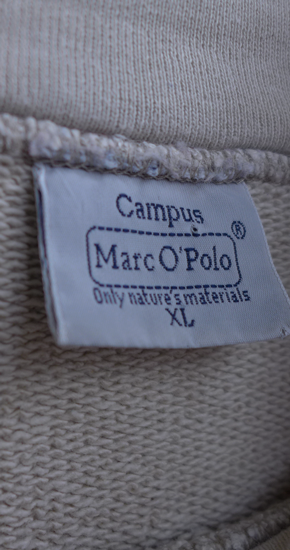 Campus
Marc O'Polo®
Only nature's materials
XL